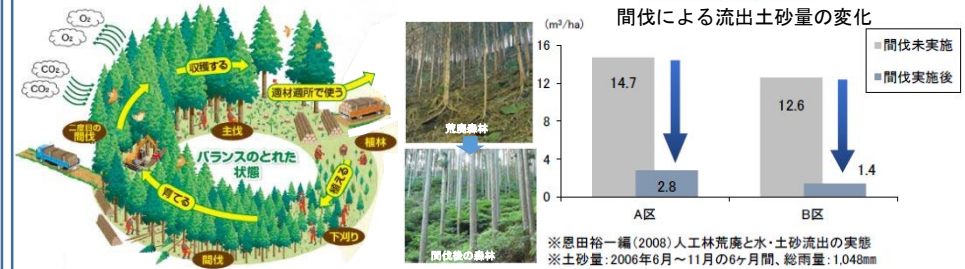 O₂
O₂
CO₂
CO₂
収穫する
適材適所で使う
二度目の
間伐
主伐
植林
バランスのとれた
状態
植える
育てる
下刈り
間伐
荒廃森林
間伐後の森林
間伐による流出土砂量の変化
(m³/ha)
間伐未実施
間伐実施後
16
12
8
4
0
14.7
2.8
12.6
1.4
A区
B区
※恩田裕一編(2008)人工林荒廃と水・土砂流出の実態
※土砂量:2006年6月~11月の6ヶ月間、総雨量:1,048mm